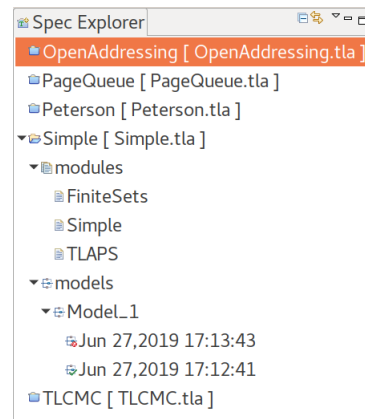 Spec Explorer
OpenAddressing [ OpenAddressing.tla ]
PageQueue [ PageQueue.tla ]
Peterson [ Peterson.tla ]
Simple [ Simple.tla ]
modules
FiniteSets
Simple
TLAPS
models
Model_1
Jun 27,2019 17:13:43
Jun 27,2019 17:12:41
TLCMC [ TLCMC.tla ]